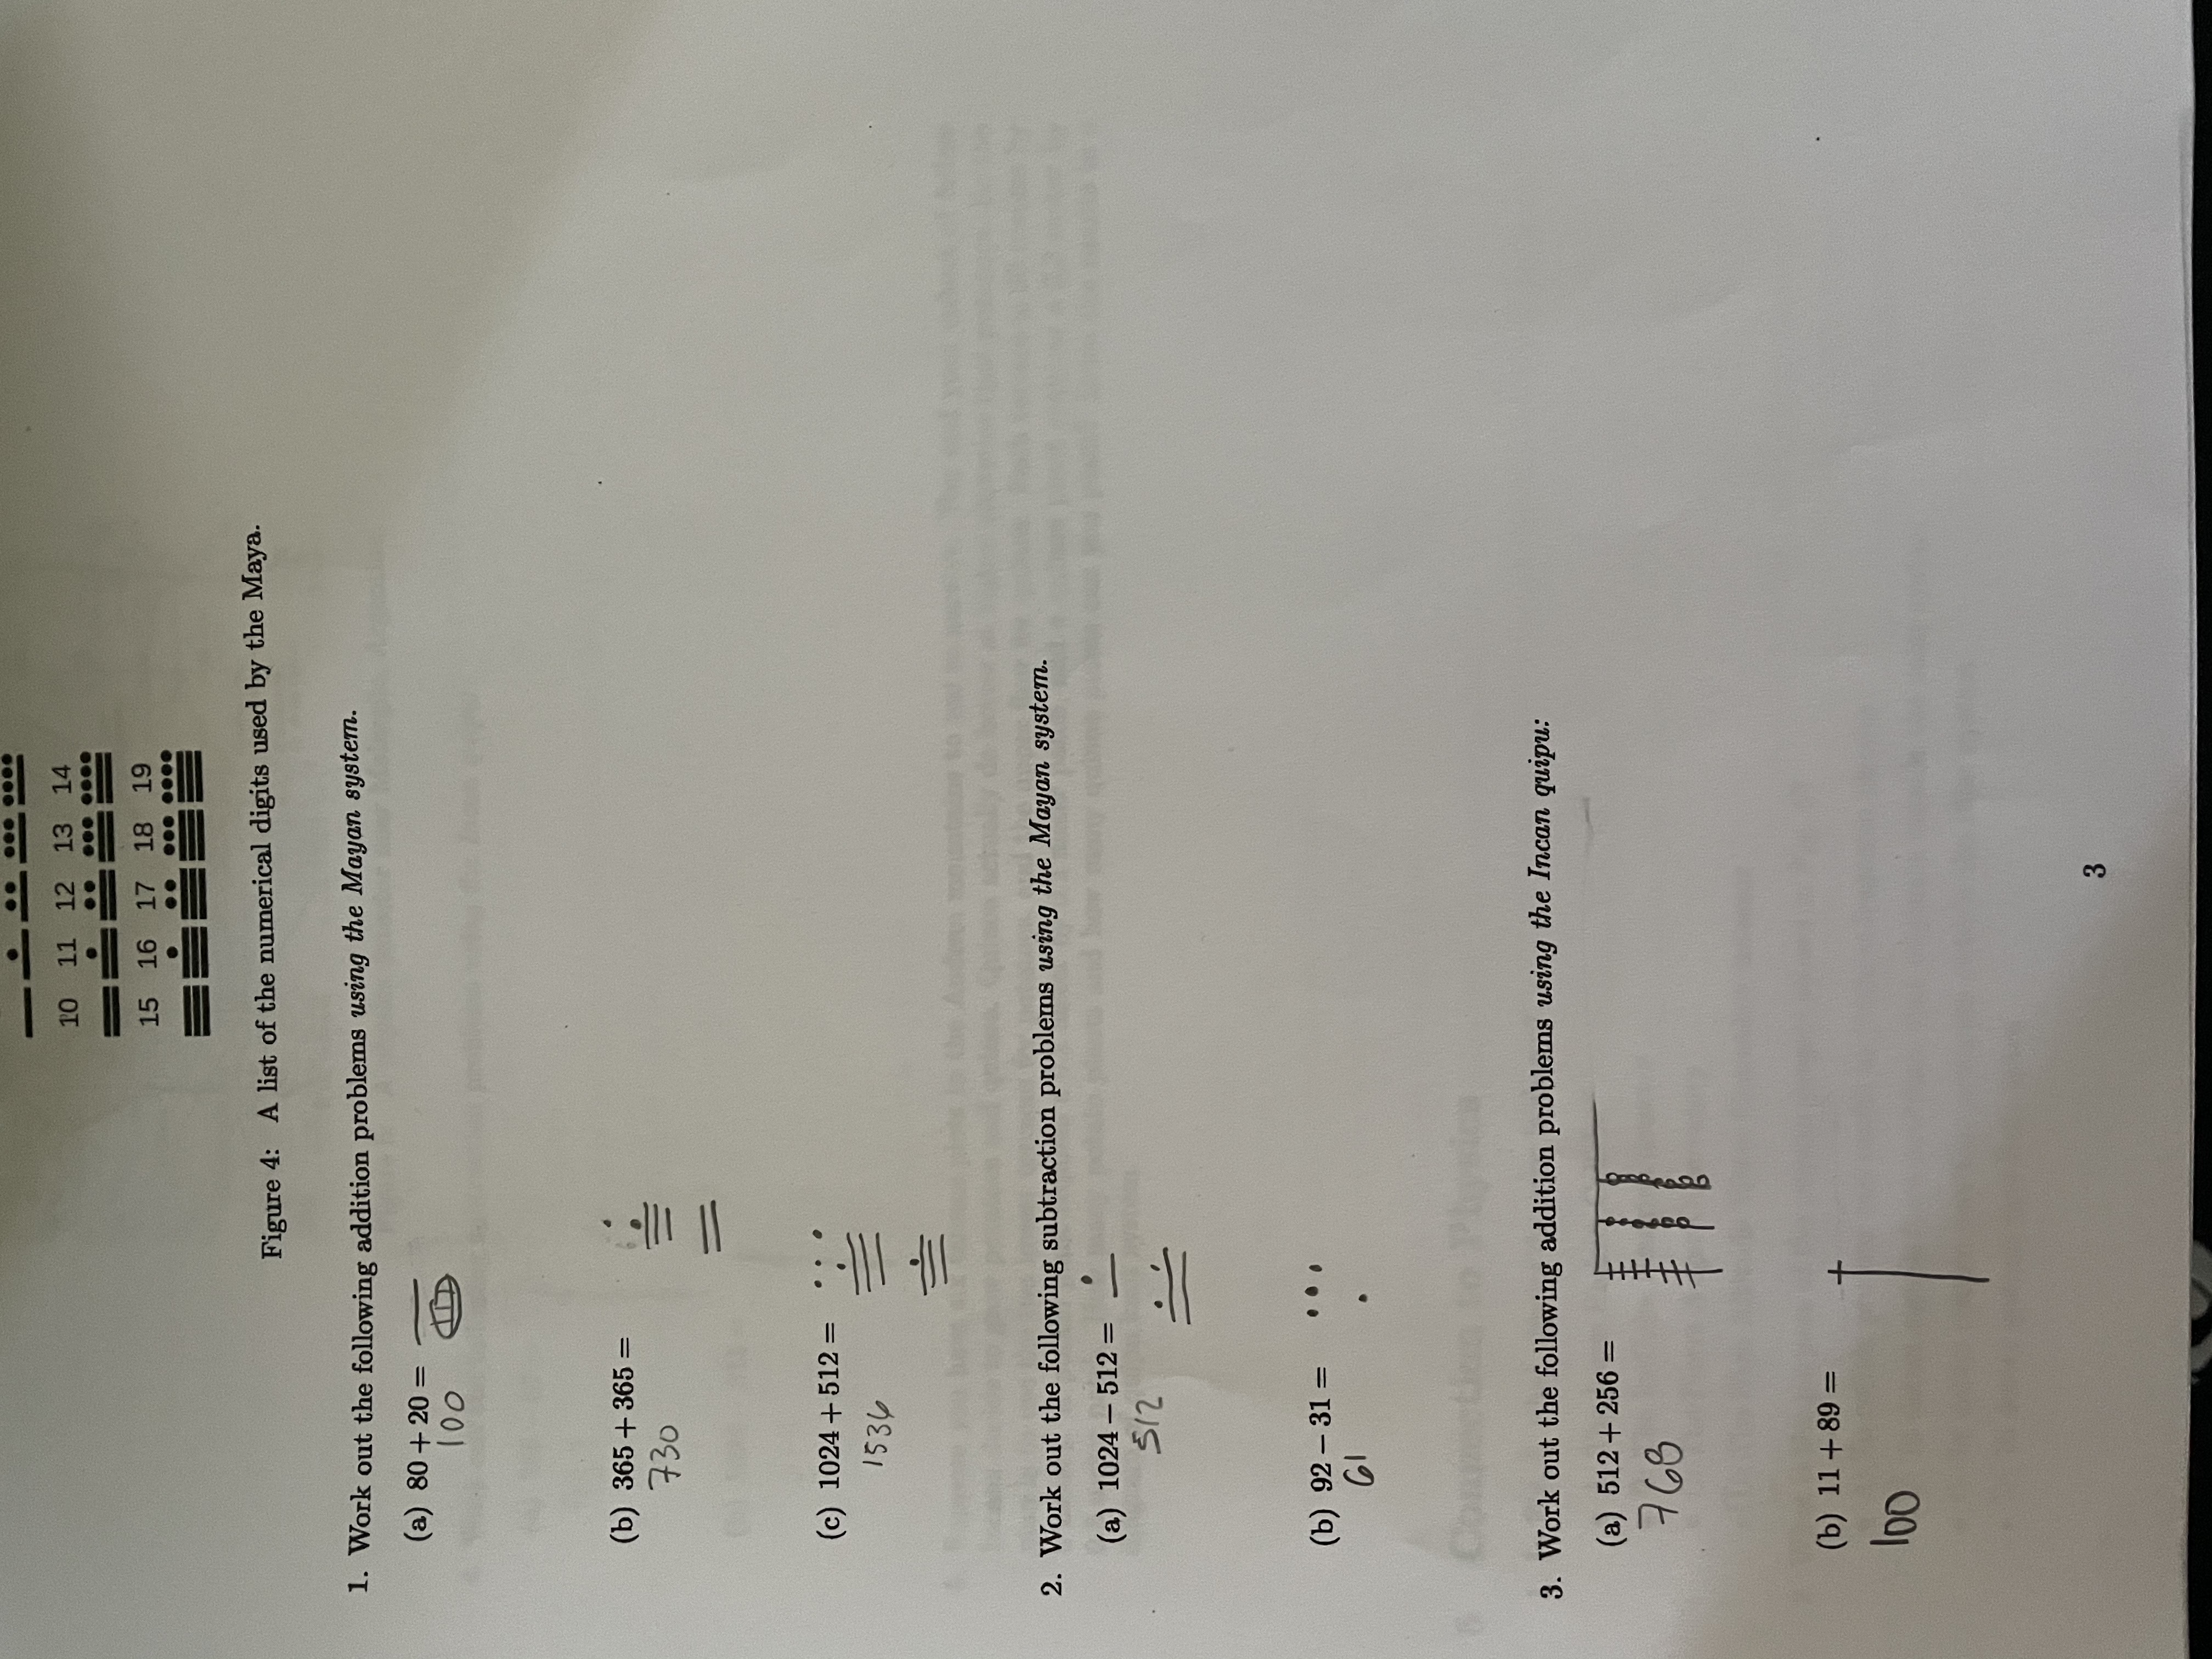 10 11 12 13 14
15 16 17 18 19
Figure 4: A list of the numerical digits used by the Maya.
1. Work out the following addition problems using the Mayan system.
(a) 80 + 20 =
100
(b) 365 + 365 =
730
(c) 1024 + 512 =
1536
2. Work out the following subtraction problems using the Mayan system.
(a) 1024 – 512 =
512
(b) 92 – 31 =
61
5 Connection to Physics
3. Work out the following addition problems using the Incan quipu:
(a) 512 + 256 =
768
(b) 11 + 89 =
100
3